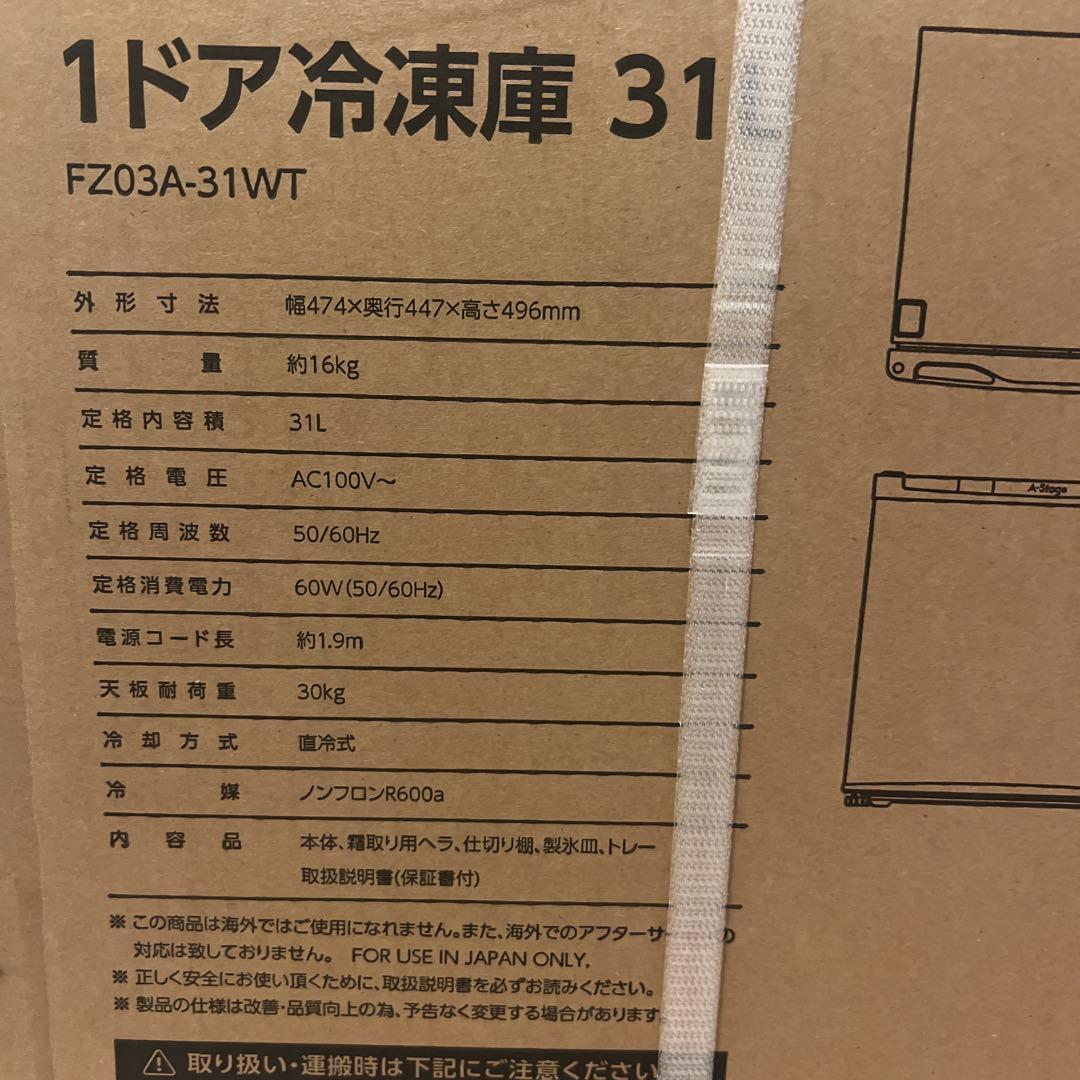 1ドア冷凍庫 31
FZ03A-31WT
外形寸法 幅474×奥行447×高さ496mm
質量 約16kg
定格内容積 31L
定格電圧 AC100V～
定格周波数 50/60Hz
定格消費電力 60W(50/60Hz)
電源コード長 約1.9m
天板耐荷重 30kg
冷却方式 直冷式
冷媒 ノンフロンR600a
内容品 本体、霜取り用ヘラ、仕切り棚、製氷皿、トレー
取扱説明書(保証書付)
※ この商品は海外ではご使用になれません。また、海外でのアフターサ の
対応は致しておりません。 FOR USE IN JAPAN ONLY.
※ 正しく安全にお使い頂くために、取扱説明書を必ずお読みください。
※ 製品の仕様は改善・品質向上の為、予告なく変更する場合があります。
⚠ 取り扱い・運搬時は下記にご注意ください
A-Stage